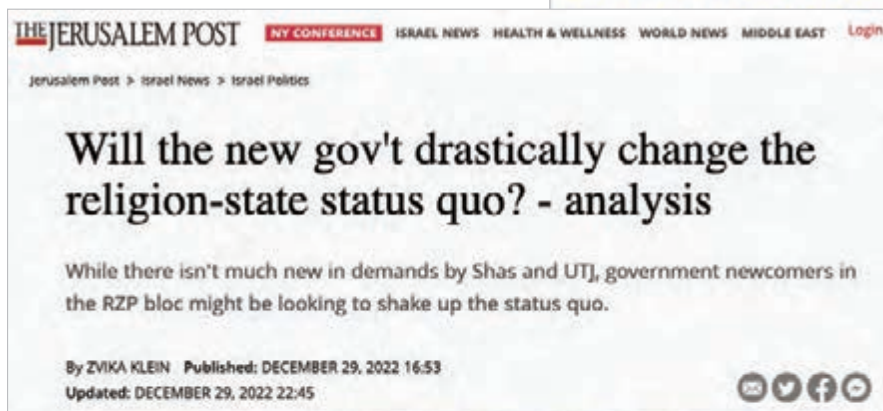 THE JERUSALEM POST NY CONFERENCE ISRAEL NEWS HEALTH & WELLNESS WORLD NEWS MIDDLE EAST Login
Jerusalem Post > Israel News > Israel Politics
Will the new gov't drastically change the
religion-state status quo? - analysis
While there isn't much new in demands by Shas and UTJ, government newcomers in
the RZP bloc might be looking to shake up the status quo.
By ZVIKA KLEIN Published: DECEMBER 29, 2022 16:53
Updated: DECEMBER 29, 2022 22:45